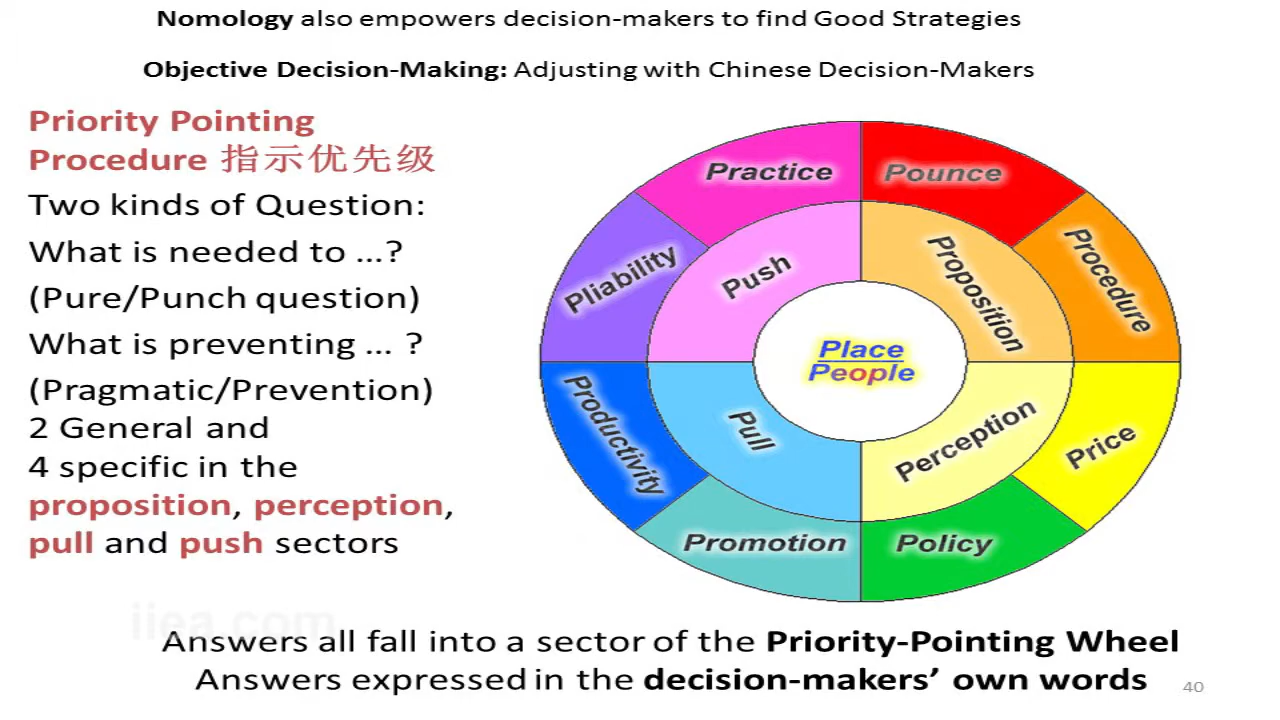 Nomology also empowers decision-makers to find Good Strategies
Objective Decision-Making: Adjusting with Chinese Decision-Makers
Priority Pointing
Procedure 指示优先级
Two kinds of Question:
What is needed to ...?
(Pure/Punch question)
What is preventing ... ?
(Pragmatic/Prevention)
2 General and
4 specific in the
proposition, perception,
pull and push sectors
Practice
Pounce
Pliability
Push
Proposition
Procedure
Place
People
Productivity
Pull
Perception
Price
Promotion
Policy
iiea.com
Answers all fall into a sector of the Priority-Pointing Wheel
Answers expressed in the decision-makers’ own words
40